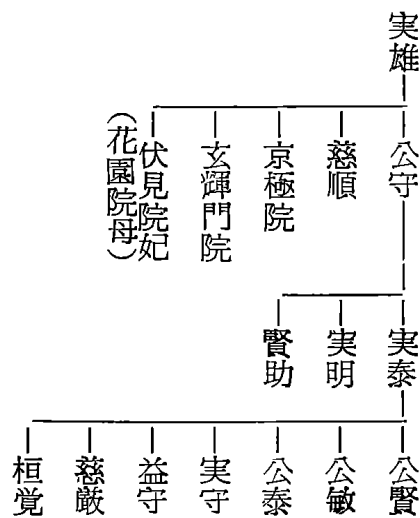 実雄
公守
慈順
京極院
玄輝門院
伏見院妃
（花園院母）
実泰
実明
賢助
公賢
公敏
公泰
実守
益守
慈厳
桓覚